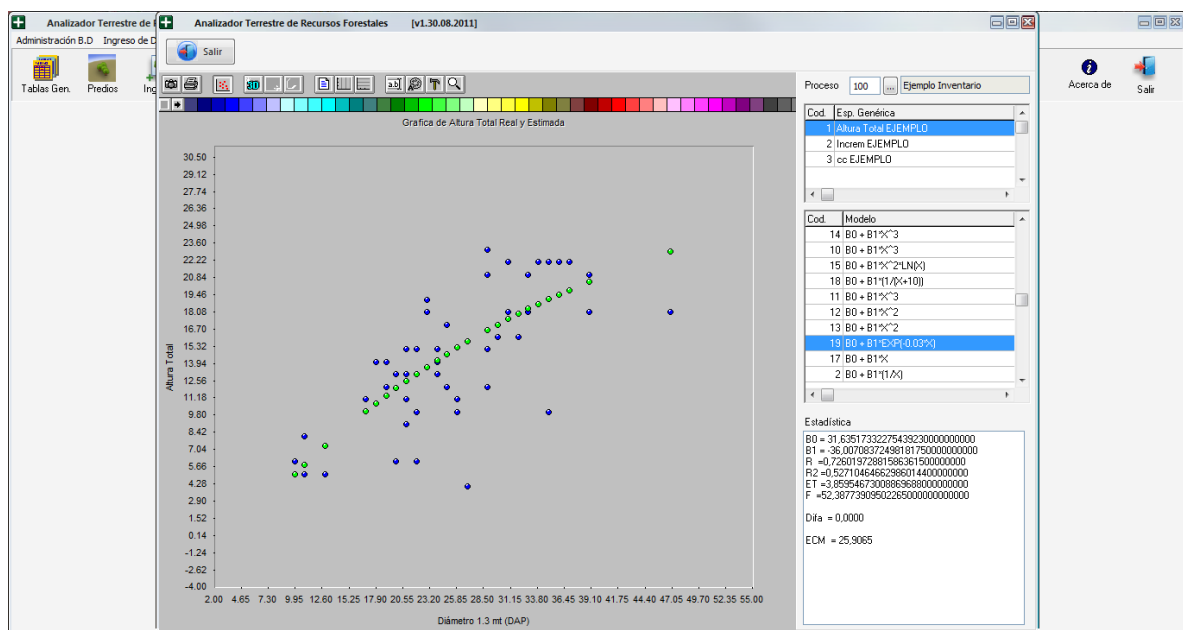 Analizador Terrestre de
Analizador Terrestre de Recursos Forestales [v1.30.08.2011]
Administración B.D Ingreso de D
Tablas Gen. Predios
Salir
Acerca de
Salir
3D
Grafica de Altura Total Real y Estimada
Altura Total
30.50
29.12
27.74
26.36
24.98
23.60
22.22
20.84
19.46
18.08
16.70
15.32
13.94
12.56
11.18
9.80
8.42
7.04
5.66
4.28
2.90
1.52
0.14
-1.24
-2.62
-4.00
2.00 4.65 7.30 9.95 12.60 15.25 17.90 20.55 23.20 25.85 28.50 31.15 33.80 36.45 39.10 41.75 44.40 47.05 49.70 52.35 55.00
Diámetro 1.3 mt (DAP)
Proceso 100 ... Ejemplo Inventario
Cod. Esp. Genérica
1 Altura Total EJEMPLO
2 Increm EJEMPLO
3 cc EJEMPLO
Cod. Modelo
14 B0 + B1*X^3
10 B0 + B1*X^3
15 B0 + B1*X^2*LN(X)
18 B0 + B1*(1/(X+10))
11 B0 + B1*X^3
12 B0 + B1*X^2
13 B0 + B1*X^2
19 B0 + B1*EXP(-0.03*X)
17 B0 + B1*X
2 B0 + B1*(1/X)
Estadística
B0 = 31,6351733227543923000000000
B1 = -36,0070837249818175000000000
R =0,726019728815863615000000000
R2 =0,527104646629860144000000000
ET =3,85954673008869688000000000
F =52,3877390950226500000000000
Difa = 0,0000
ECM = 25,9065